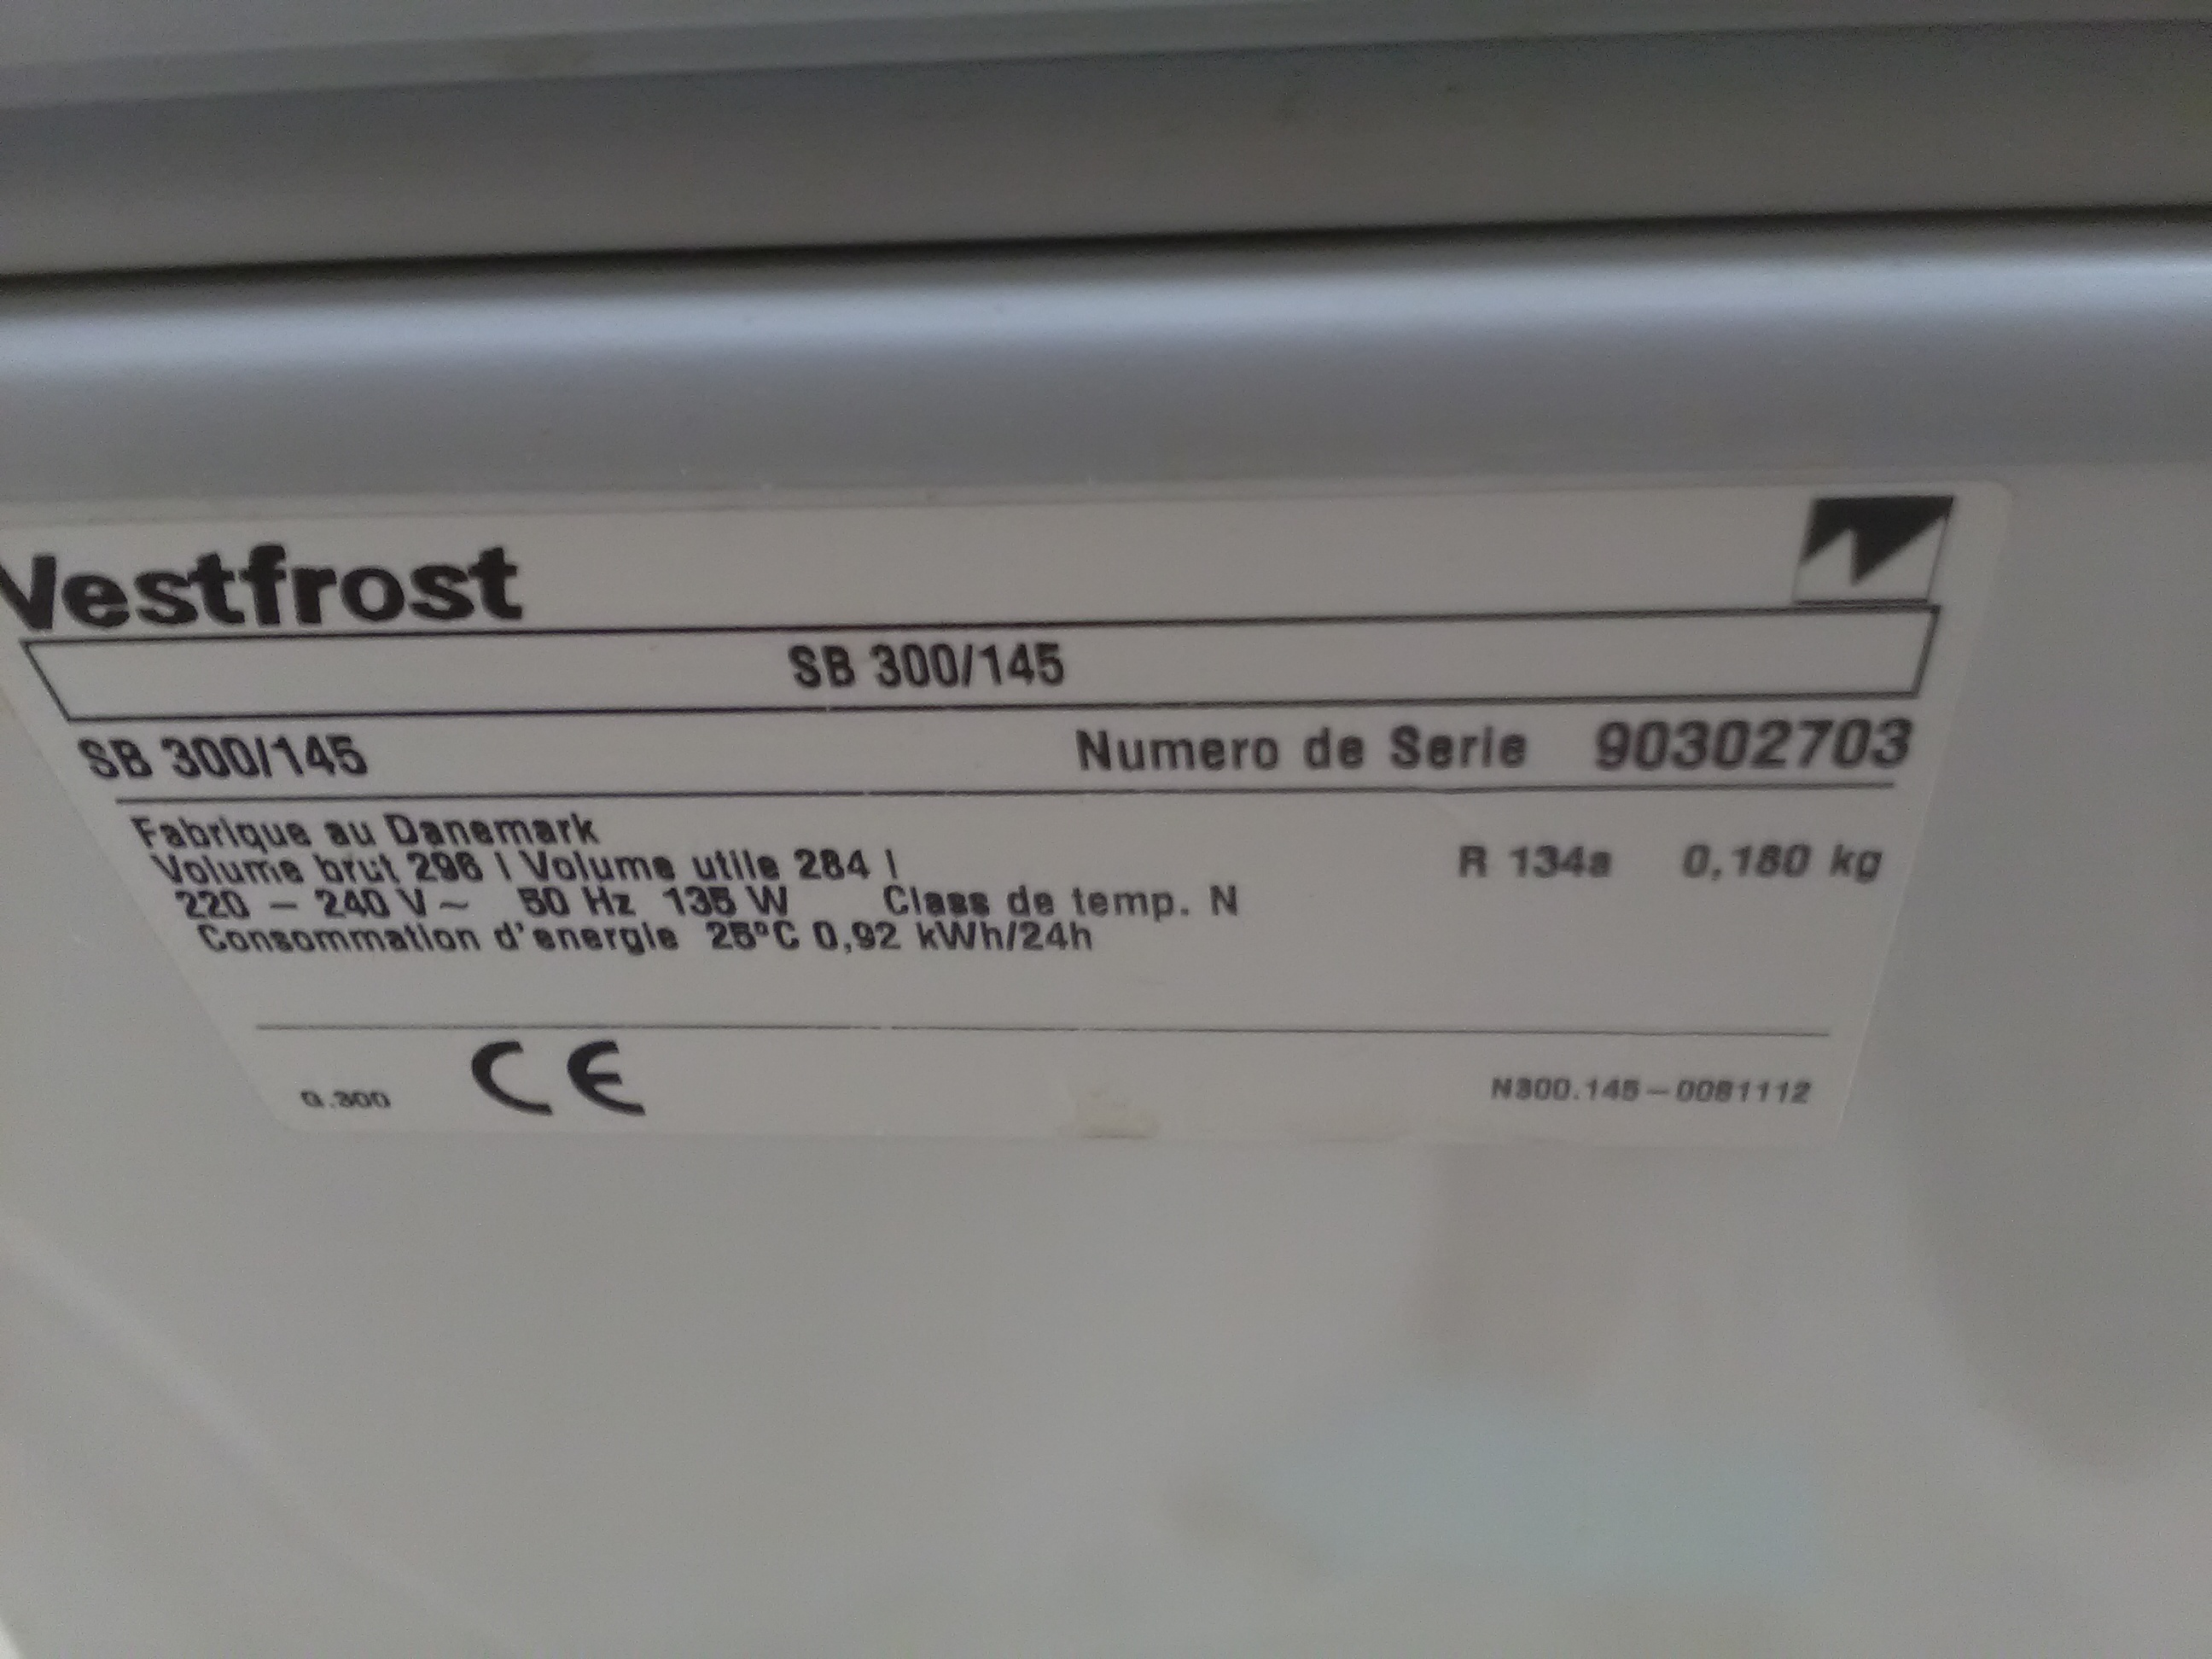 Vestfrost
SB 300/145
SB 300/145 Numero de Serie 90302703
Fabrique au Danemark
Volume brut 296 l Volume utile 284 l R 134a 0,180 kg
220 – 240 V ~ 50 Hz 135 W Class de temp. N
Consommation d'energie 25°C 0,92 kWh/24h
G.300 CE N300.145–0081112